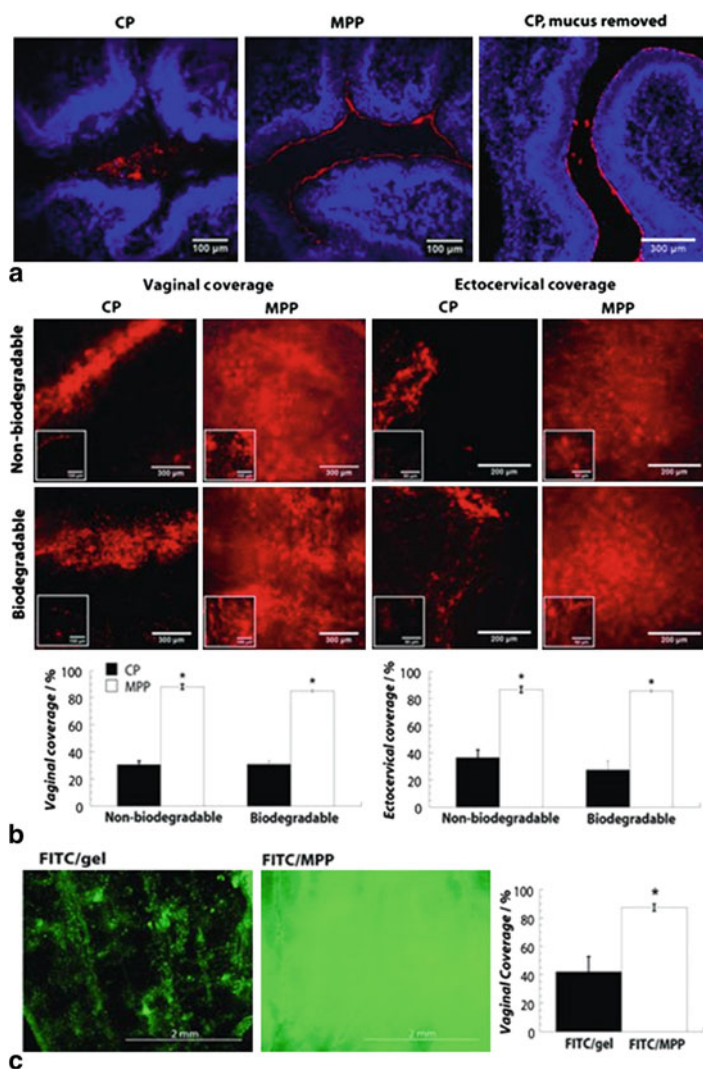 CP MPP CP, mucus removed
100 µm 100 µm 300 µm
a
Vaginal coverage Ectocervical coverage
CP MPP CP MPP
Non-biodegradable
300 µm 300 µm 200 µm 200 µm
Biodegradable
300 µm 300 µm 200 µm 200 µm
Vaginal coverage / %
100
80
60
40
20
0
CP
MPP
* *
Non-biodegradable Biodegradable
Ectocervical coverage / %
100
80
60
40
20
0
* *
Non-biodegradable Biodegradable
b
FITC/gel FITC/MPP
2 mm 2 mm
Vaginal Coverage / %
100
80
60
40
20
0
*
FITC/gel FITC/MPP
c